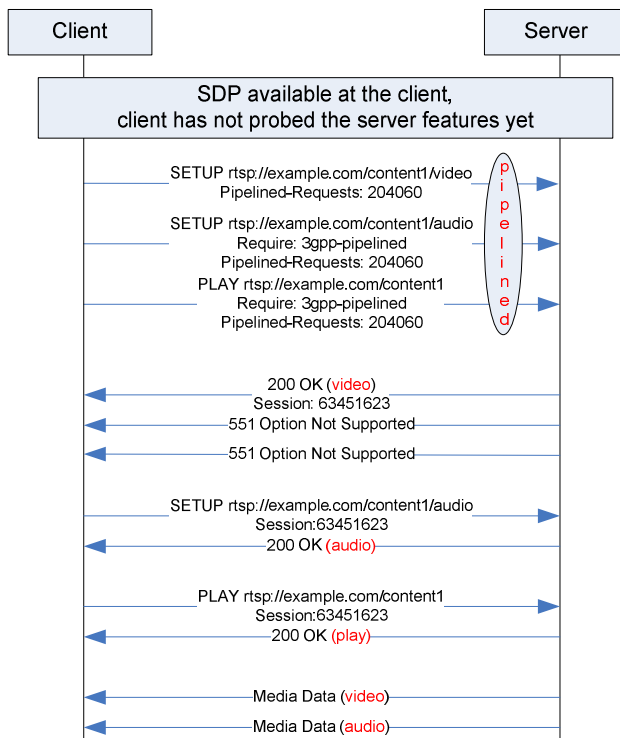 Client
Server
SDP available at the client,
client has not probed the server features yet
SETUP rtsp://example.com/content1/video
Pipelined-Requests: 204060
SETUP rtsp://example.com/content1/audio
Require: 3gpp-pipelined
Pipelined-Requests: 204060
PLAY rtsp://example.com/content1
Require: 3gpp-pipelined
Pipelined-Requests: 204060
pipelined
200 OK (video)
Session: 63451623
551 Option Not Supported
551 Option Not Supported
SETUP rtsp://example.com/content1/audio
Session:63451623
200 OK (audio)
PLAY rtsp://example.com/content1
Session:63451623
200 OK (play)
Media Data (video)
Media Data (audio)